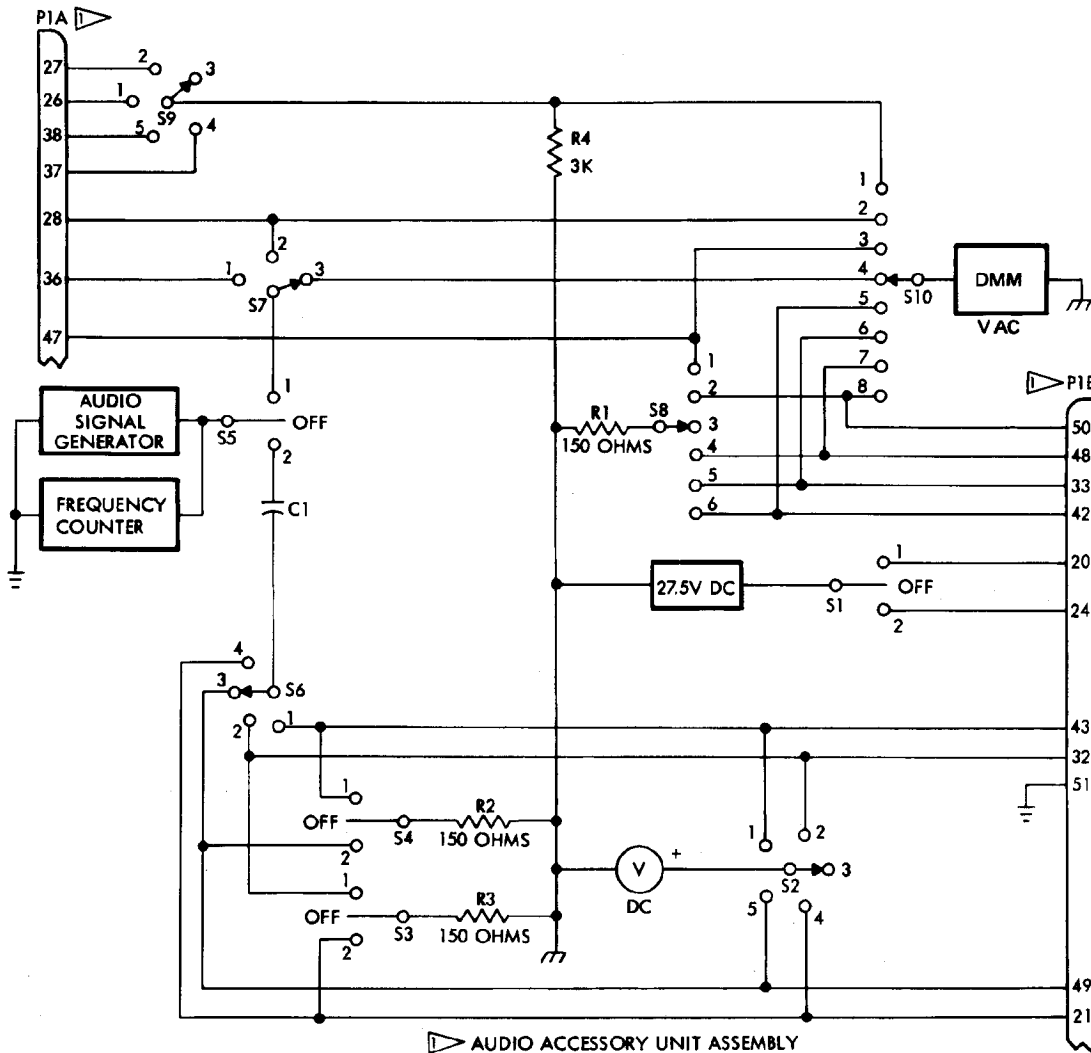 P1A 1
27
26
38
37
28
36
47
2
3
1
S9
5
4
R4
3K
1
2
3
4
5
6
7
8
S10
DMM
VAC
2
1
3
S7
AUDIO
SIGNAL
GENERATOR
FREQUENCY
COUNTER
S5
1
OFF
2
C1
R1
150 OHMS
S8
1
2
3
4
5
6
1 P1B
50
48
33
42
20
24
43
32
51
49
21
27.5V DC
S1
1
OFF
2
4
3
S6
2
1
1
OFF
S4
2
R2
150 OHMS
1
OFF
S3
2
R3
150 OHMS
V
+
DC
1
2
S2
3
5
4
1 AUDIO ACCESSORY UNIT ASSEMBLY